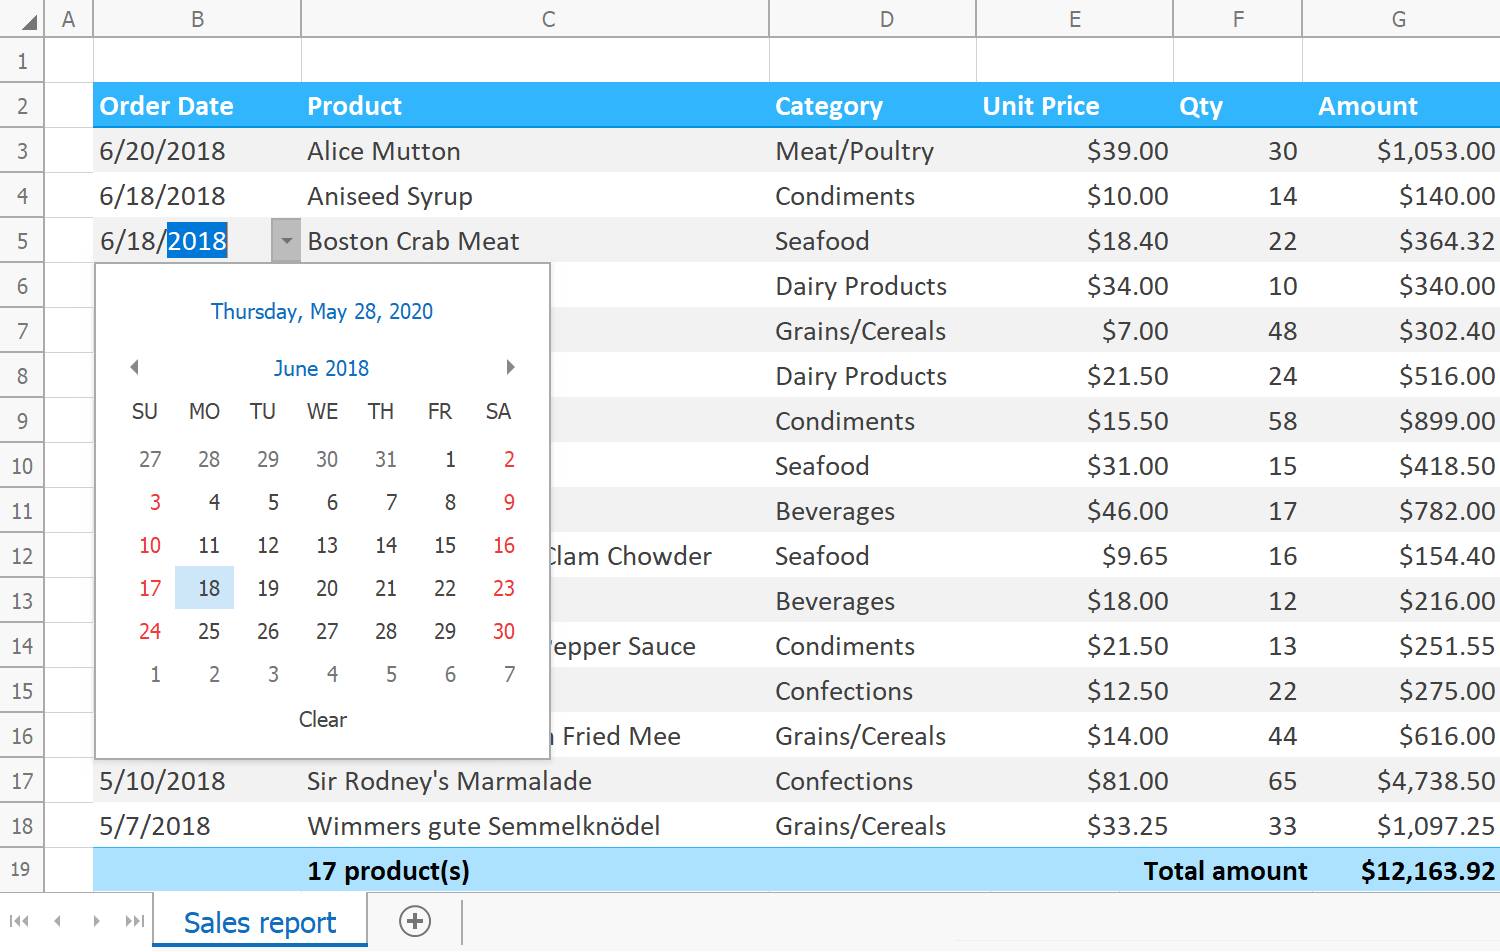 A B C D E F G
1
2 Order Date Product Category Unit Price Qty Amount
3 6/20/2018 Alice Mutton Meat/Poultry $39.00 30 $1,053.00
4 6/18/2018 Aniseed Syrup Condiments $10.00 14 $140.00
5 6/18/2018 Boston Crab Meat Seafood $18.40 22 $364.32
6 Dairy Products $34.00 10 $340.00
Thursday, May 28, 2020
7 Grains/Cereals $7.00 48 $302.40
June 2018
8 Dairy Products $21.50 24 $516.00
SU MO TU WE TH FR SA
9 Condiments $15.50 58 $899.00
27 28 29 30 31 1 2
10 Seafood $31.00 15 $418.50
3 4 5 6 7 8 9
11 Beverages $46.00 17 $782.00
10 11 12 13 14 15 16
12 Chowder Seafood $9.65 16 $154.40
17 18 19 20 21 22 23
13 Beverages $18.00 12 $216.00
24 25 26 27 28 29 30
14 Sauce Condiments $21.50 13 $251.55
1 2 3 4 5 6 7
15 Confections $12.50 22 $275.00
Clear
16 Fried Mee Grains/Cereals $14.00 44 $616.00
17 5/10/2018 Sir Rodney's Marmalade Confections $81.00 65 $4,738.50
18 5/7/2018 Wimmers gute Semmelknödel Grains/Cereals $33.25 33 $1,097.25
19 17 product(s) Total amount $12,163.92
Sales report